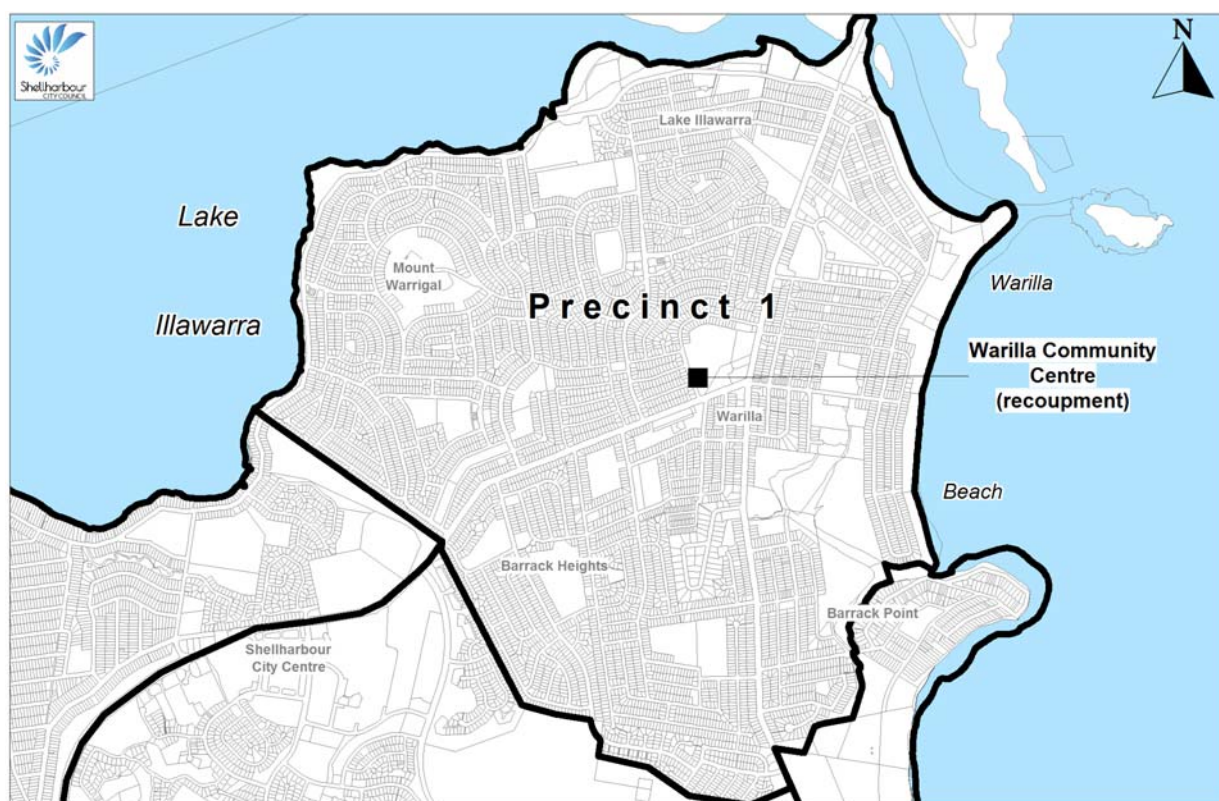 Shellharbour
CITY COUNCIL
N
Lake Illawarra
Lake
Mount
Warrigal
Warilla
Precinct 1
Illawarra
Warilla Community
Centre
(recoupment)
Warilla
Beach
Barrack Heights
Barrack Point
Shellharbour
City Centre